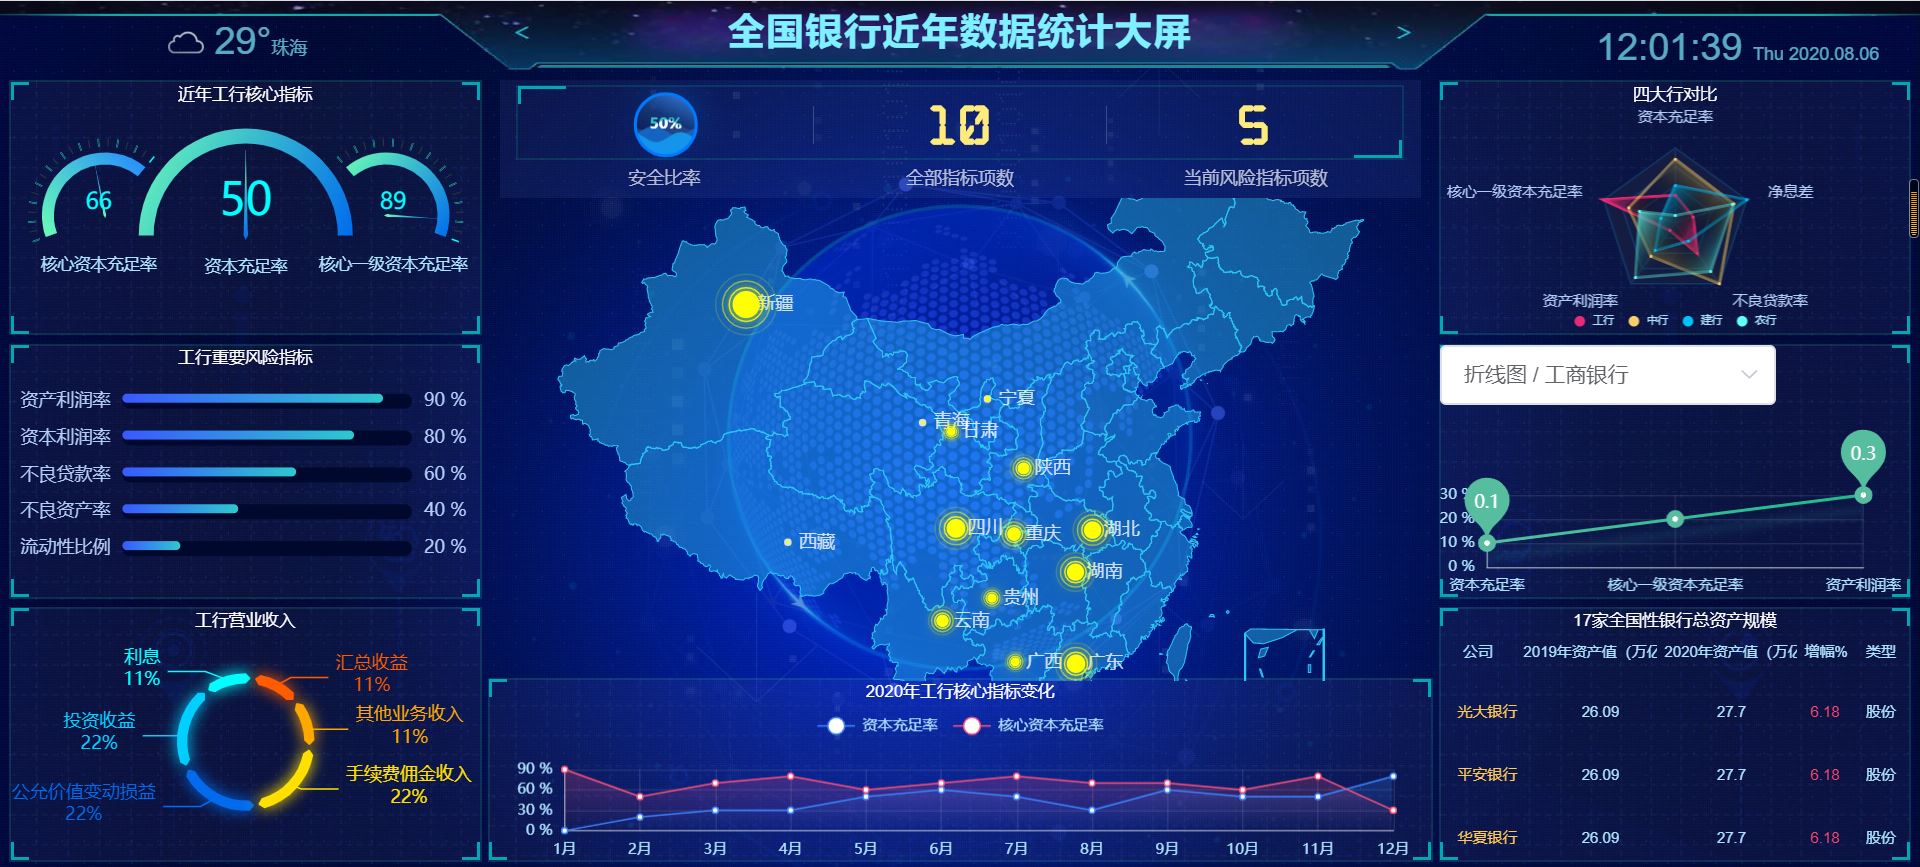 29°珠海
<
全国银行近年数据统计大屏
>
12:01:39 Thu 2020.08.06
近年工行核心指标
66
50
89
核心资本充足率
资本充足率
核心一级资本充足率
工行重要风险指标
资产利润率 90 %
资本利润率 80 %
不良贷款率 60 %
不良资产率 40 %
流动性比例 20 %
工行营业收入
利息
11%
汇总收益
11%
投资收益
22%
其他业务收入
11%
公允价值变动损益
22%
手续费佣金收入
22%
50%
10
5
安全比率
全部指标项数
当前风险指标项数
新疆
宁夏
青海
甘肃
陕西
四川
重庆
湖北
西藏
湖南
贵州
云南
广西
广东
2020年工行核心指标变化
资本充足率
核心资本充足率
90 %
60 %
30 %
0 %
1月 2月 3月 4月 5月 6月 7月 8月 9月 10月 11月 12月
四大行对比
资本充足率
核心一级资本充足率
净息差
资产利润率
不良贷款率
工行 中行 建行 农行
折线图 / 工商银行
0.3
0.1
30 %
20 %
10 %
0 %
资本充足率 核心一级资本充足率 资产利润率
17家全国性银行总资产规模
公司 2019年资产值（万亿 2020年资产值（万亿 增幅% 类型
光大银行 26.09 27.7 6.18 股份
平安银行 26.09 27.7 6.18 股份
华夏银行 26.09 27.7 6.18 股份